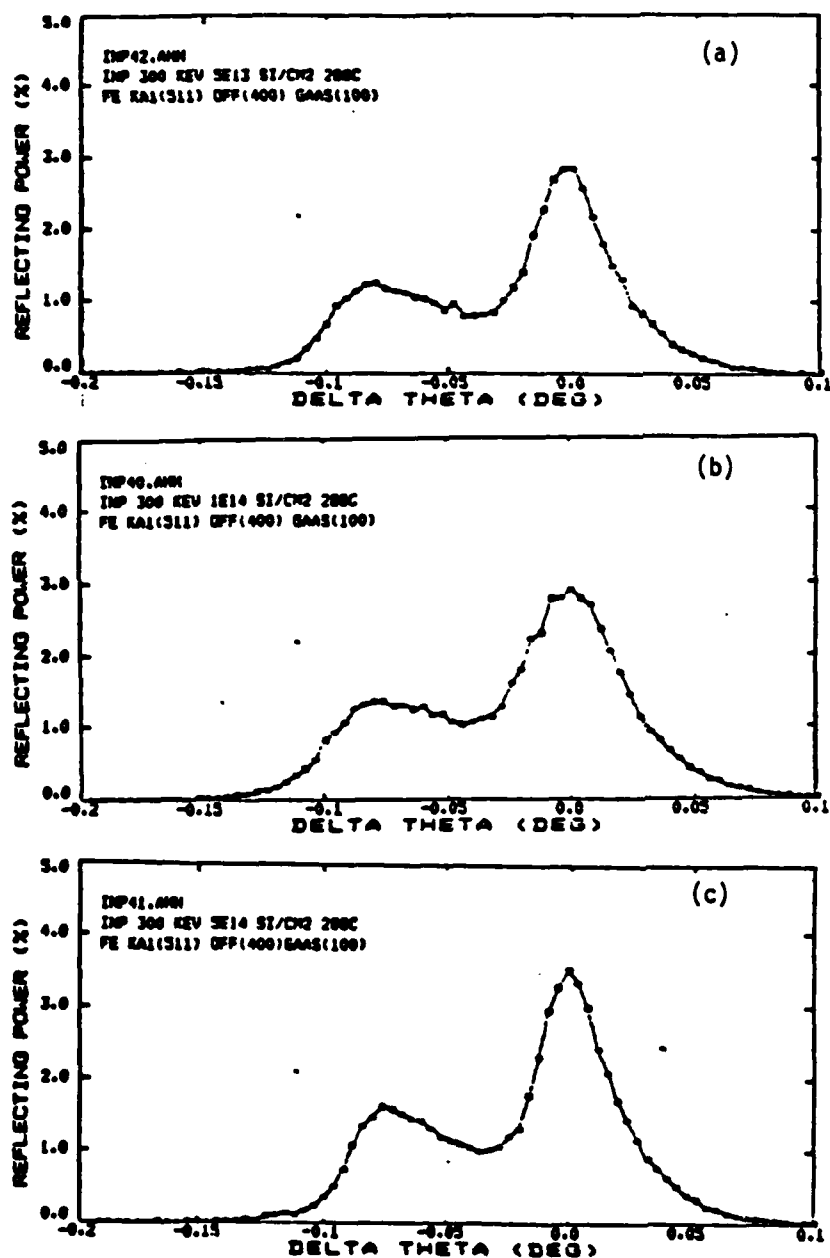 (a)
REFLECTING POWER (%)
5.0
4.0
3.0
2.0
1.0
0.0
INP42.AMM
INP 300 KEV 5E13 SI/CM2 200C
FE KA1(511) OFF(400) GAAS(100)
-0.2
-0.15
-0.1
-0.05
0.0
0.05
0.1
DELTA THETA (DEG)
(b)
REFLECTING POWER (%)
5.0
4.0
3.0
2.0
1.0
0.0
INP40.AMM
INP 300 KEV 1E14 SI/CM2 200C
FE KA1(511) OFF(400) GAAS(100)
-0.2
-0.15
-0.1
-0.05
0.0
0.05
0.1
DELTA THETA (DEG)
(c)
REFLECTING POWER (%)
5.0
4.0
3.0
2.0
1.0
0.0
INP41.AMM
INP 300 KEV 5E14 SI/CM2 200C
FE KA1(511) OFF(400)GAAS(100)
-0.2
-0.15
-0.1
-0.05
0.0
0.05
0.1
DELTA THETA (DEG)